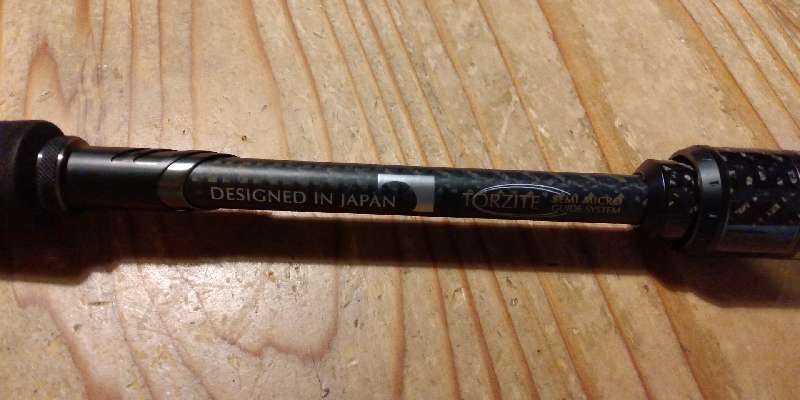 DESIGNED IN JAPAN
TORZITE SEMI MICRO
GUIDE SYSTEM